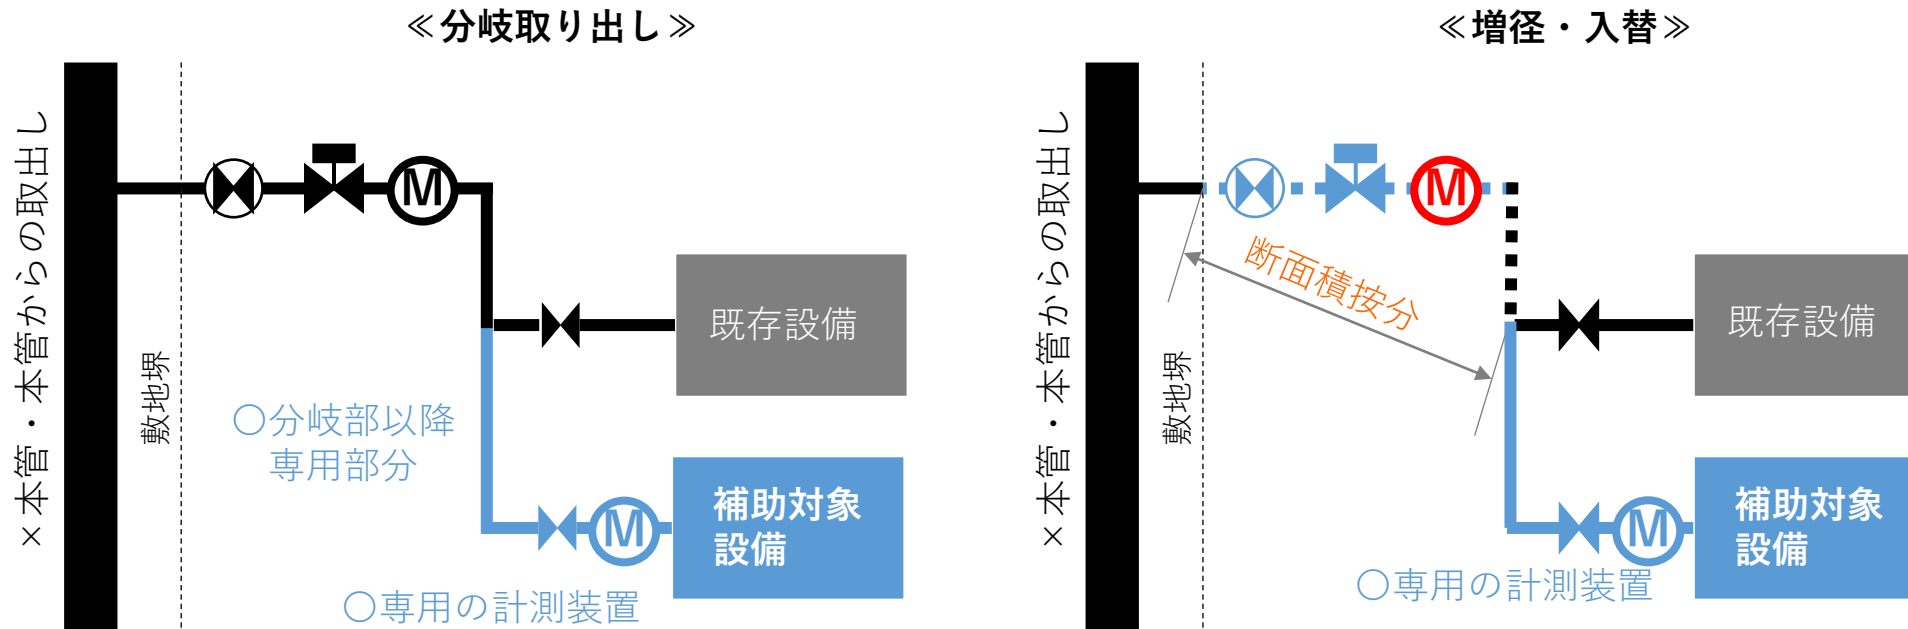 ≪分岐取り出し≫
×本管・本管からの取出し
敷地堺
M
既存設備
〇分岐部以降
専用部分
M
補助対象
設備
〇専用の計測装置
≪増径・入替≫
×本管・本管からの取出し
敷地堺
M
断面積按分
既存設備
M
補助対象
設備
〇専用の計測装置